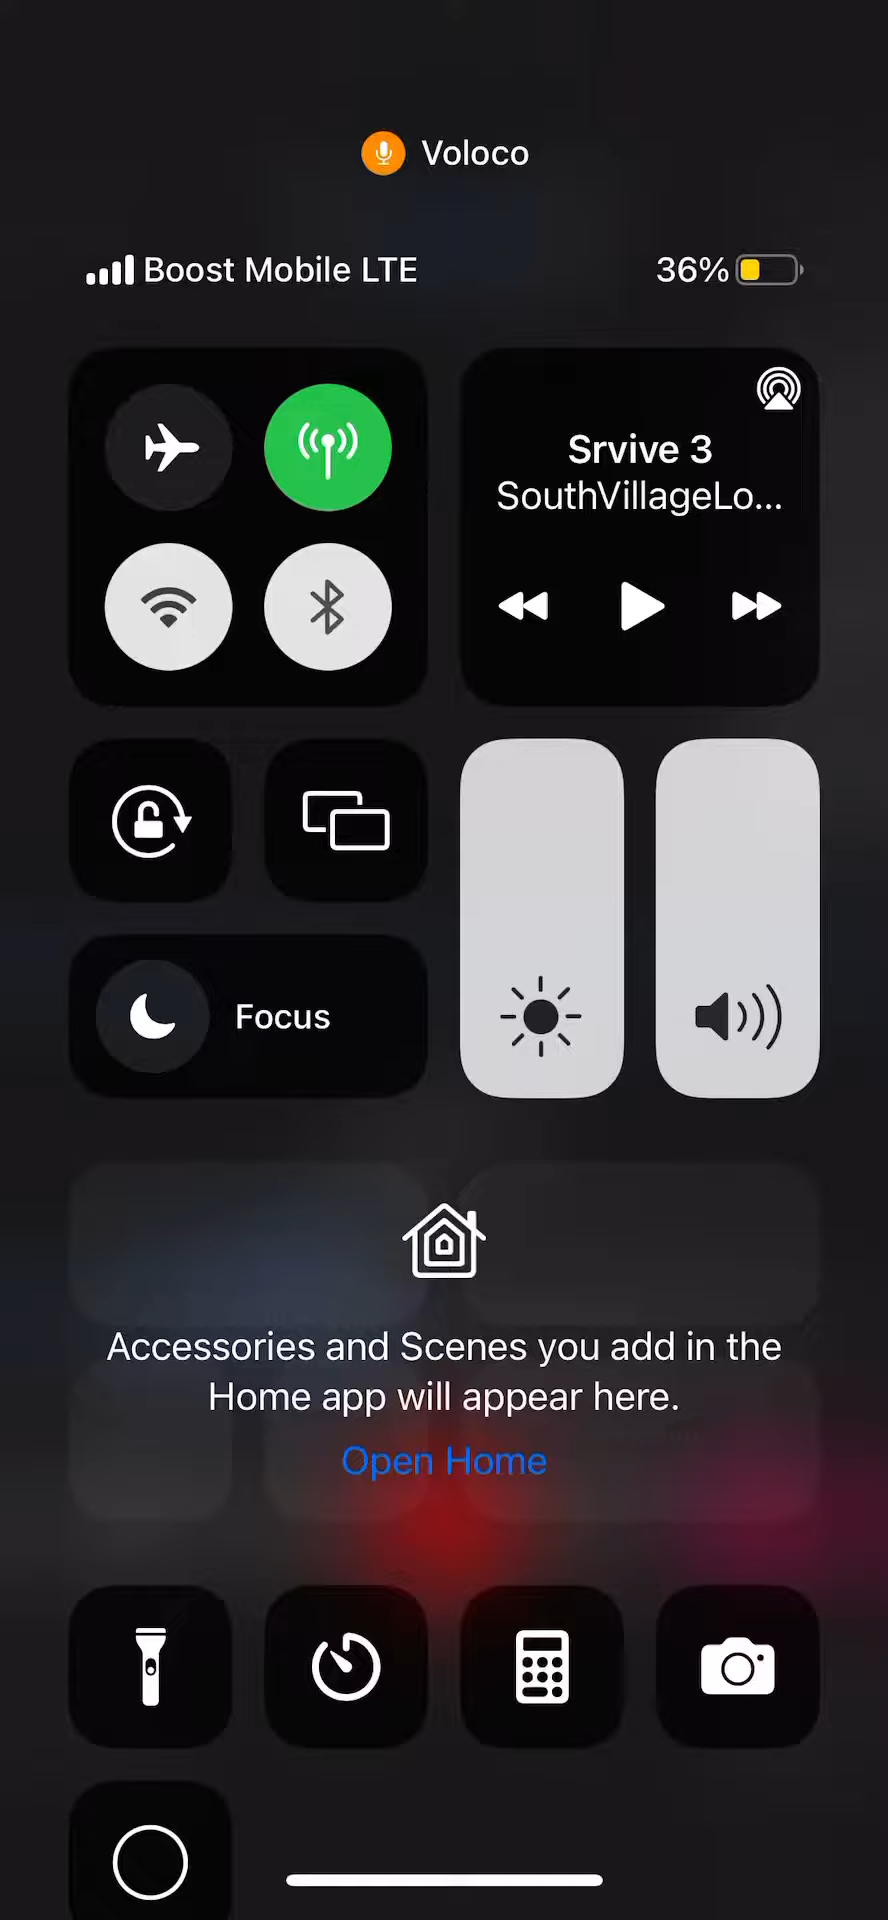 Voloco
Boost Mobile LTE
36%
Srvive 3
SouthVillageLo...
Focus
Accessories and Scenes you add in the
Home app will appear here.
Open Home